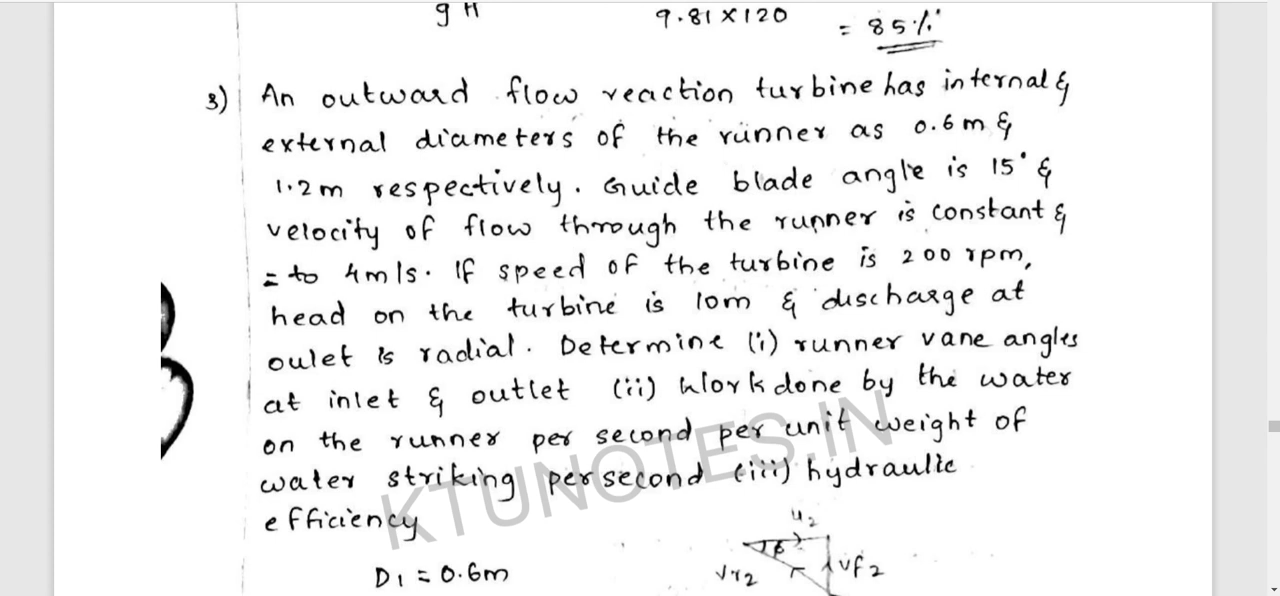 g H 9.81 X 120 = 85%
3) An outward flow reaction turbine has internal &
external diameters of the runner as 0.6m &
1.2m respectively. Guide blade angle is 15° &
velocity of flow through the runner is constant &
= to 4m/s. If speed of the turbine is 200 rpm,
head on the turbine is 10m & discharge at
oulet is radial. Determine (i) runner vane angles
at inlet & outlet (ii) Work done by the water
on the runner per second per unit weight of
water striking per second (iii) hydraulic
efficiency
KTUNOTES.IN
u2
D1 = 0.6m Vr2 Vf2